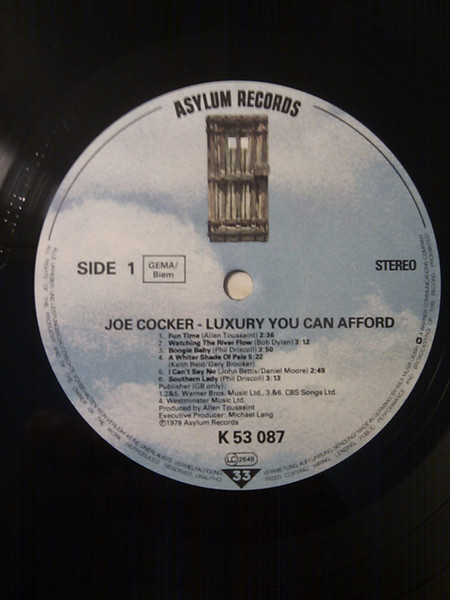 ASYLUM RECORDS
SIDE 1
GEMA/
Biem
STEREO
JOE COCKER - LUXURY YOU CAN AFFORD
1. Fun Time (Allen Toussaint) 2:36
2. Watching The River Flow (Bob Dylan) 3:12
3. Boogie Baby (Phil Driscoll) 3:50
4. A Whiter Shade Of Pale 5:22
(Keith Reid/Gary Brooker)
5. I Can't Say No (John Bettis/Daniel Moore) 2:49
6. Southern Lady (Phil Driscoll) 3:13
Publisher (GB only):
1,2&5. Warner Bros. Music Ltd., 3.&6. CBS Songs Ltd.
4. Westminster Music Ltd.
Produced by Allen Toussaint
Executive Producer: Michael Lang
1978 Asylum Records
K 53 087
LC 2648
33